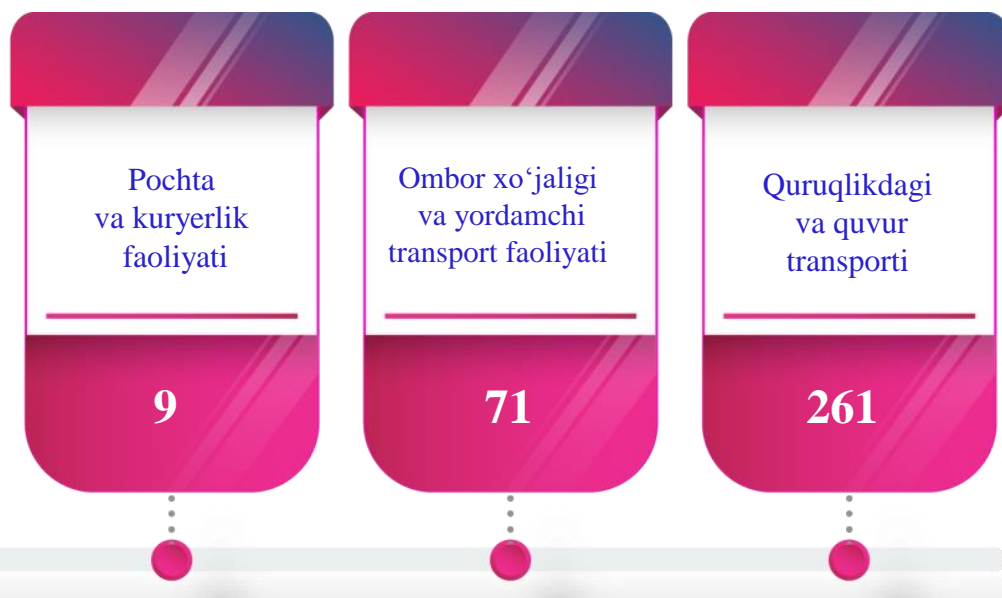 Pochta
va kuryerlik
faoliyati
9
Ombor xo‘jaligi
va yordamchi
transport faoliyati
71
Quruqlikdagi
va quvur
transporti
261